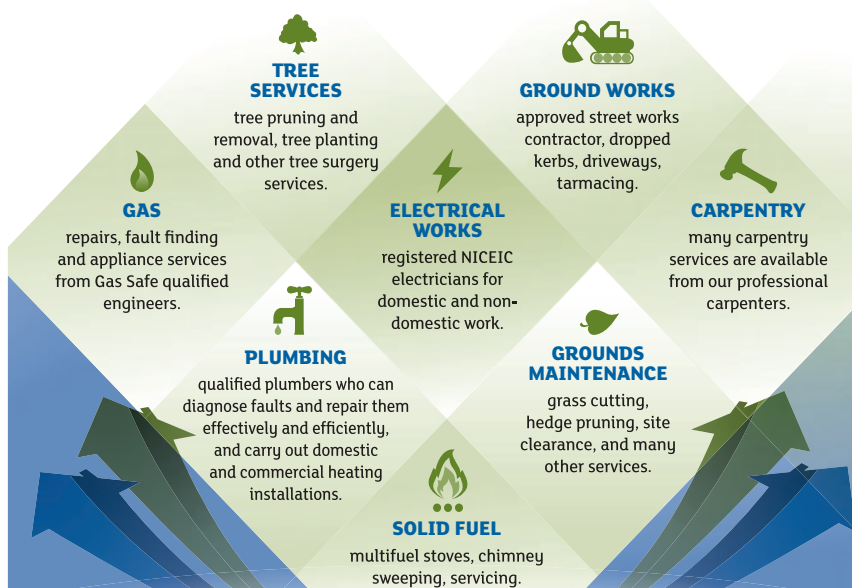 TREE
SERVICES
tree pruning and
removal, tree planting
and other tree surgery
services.
GROUND WORKS
approved street works
contractor, dropped
kerbs, driveways,
tarmacing.
GAS
repairs, fault finding
and appliance services
from Gas Safe qualified
engineers.
ELECTRICAL
WORKS
registered NICEIC
electricians for
domestic and non-
domestic work.
CARPENTRY
many carpentry
services are available
from our professional
carpenters.
PLUMBING
qualified plumbers who can
diagnose faults and repair them
effectively and efficiently,
and carry out domestic
and commercial heating
installations.
GROUNDS
MAINTENANCE
grass cutting,
hedge pruning, site
clearance, and many
other services.
SOLID FUEL
multifuel stoves, chimney
sweeping, servicing.